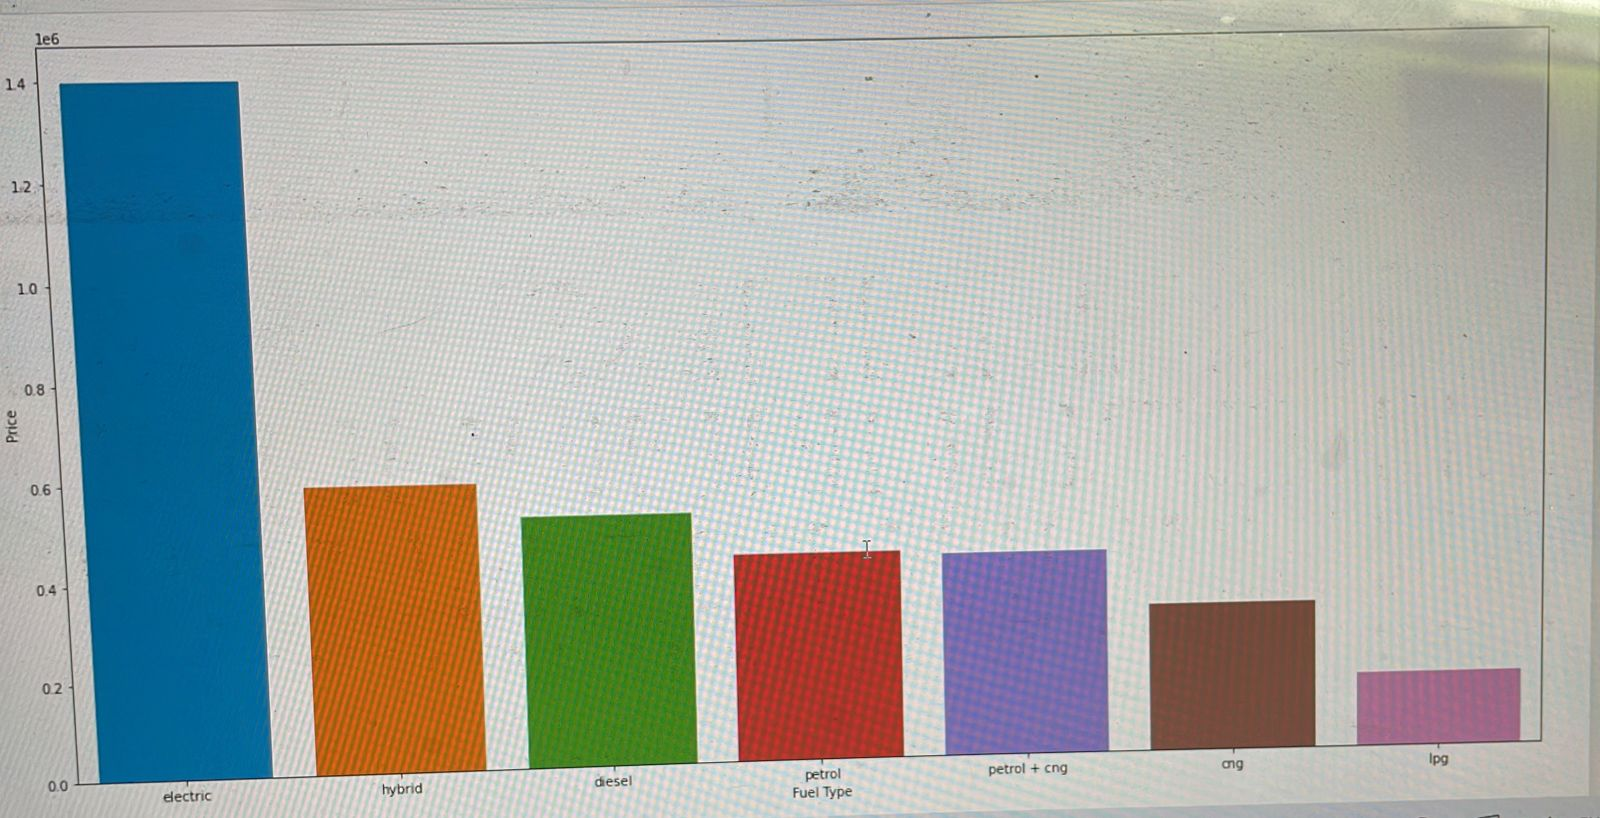 1e6
1.4
1.2
1.0
0.8
0.6
0.4
0.2
0.0
Price
electric hybrid diesel petrol petrol + cng cng lpg
Fuel Type